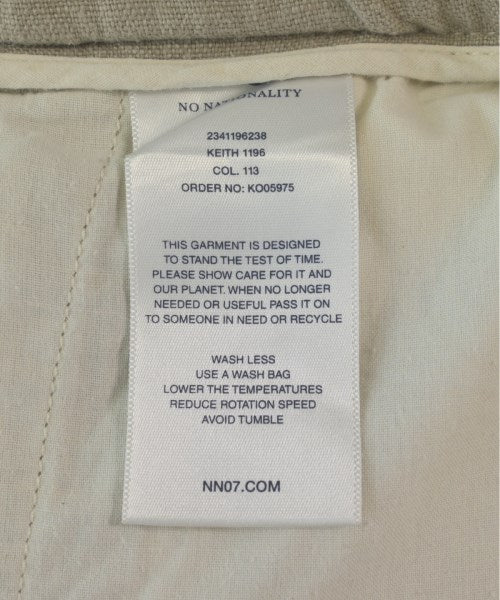 NO NATIONALITY
2341196238
KEITH 1196
COL. 113
ORDER NO: KO05975
THIS GARMENT IS DESIGNED
TO STAND THE TEST OF TIME.
PLEASE SHOW CARE FOR IT AND
OUR PLANET. WHEN NO LONGER
NEEDED OR USEFUL PASS IT ON
TO SOMEONE IN NEED OR RECYCLE
WASH LESS
USE A WASH BAG
LOWER THE TEMPERATURES
REDUCE ROTATION SPEED
AVOID TUMBLE
NN07.COM